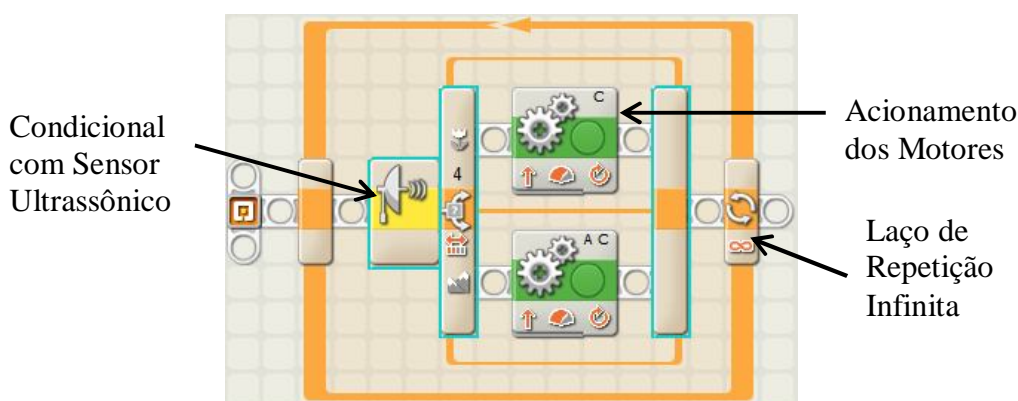 Condicional
com Sensor
Ultrassônico
C
4
A C
Acionamento
dos Motores
Laço de
Repetição
Infinita